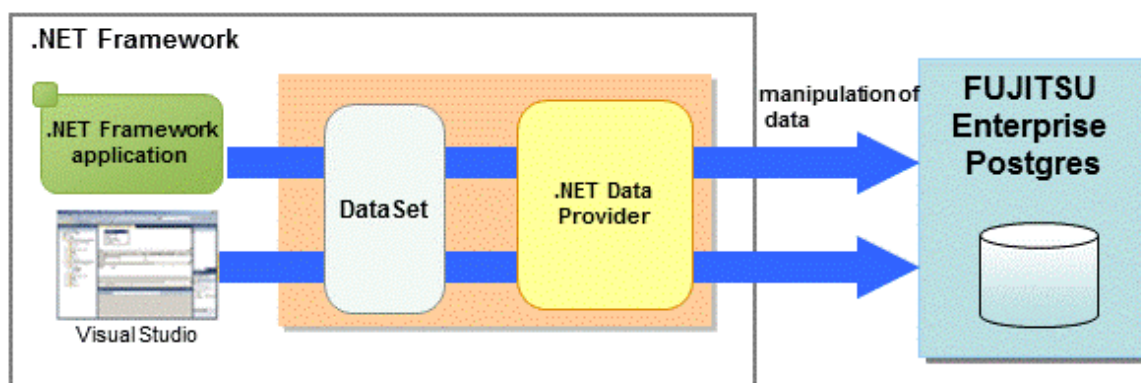 .NET Framework
.NET Framework
application
DataSet
.NET Data
Provider
manipulation of
data
FUJITSU
Enterprise
Postgres
Visual Studio